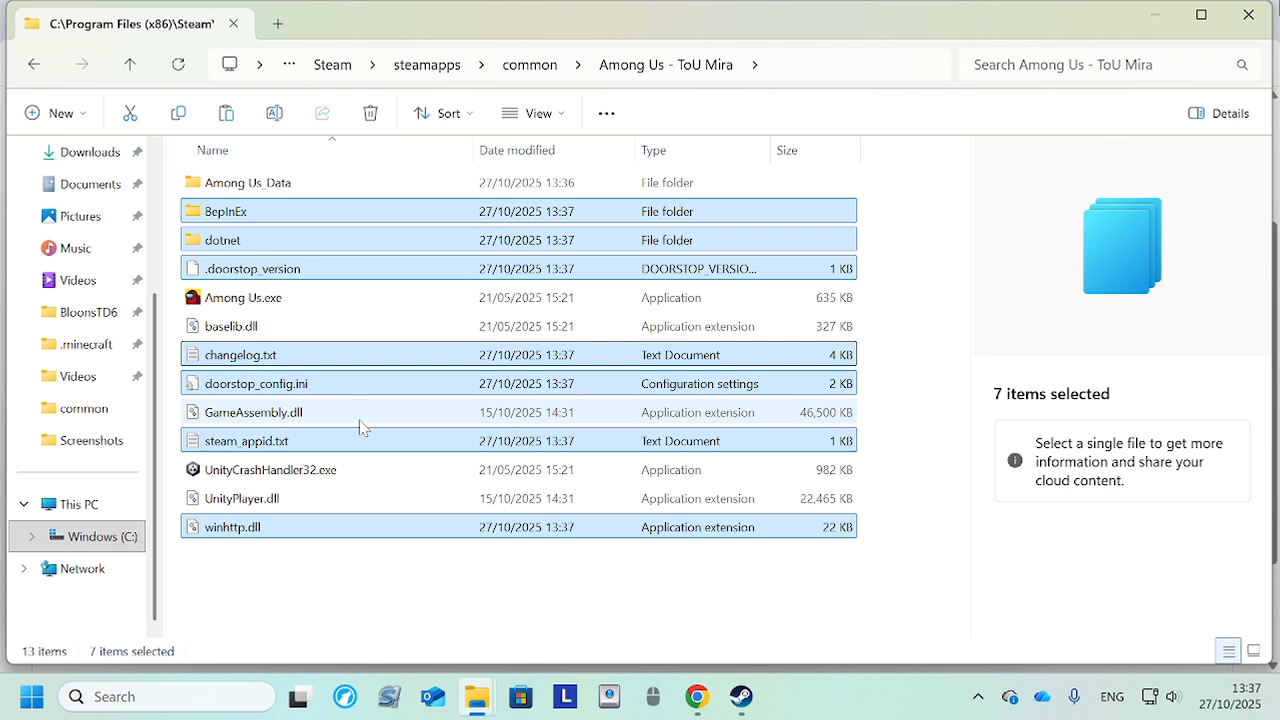 C:\Program Files (x86)\Steam'
Steam steamapps common Among Us - ToU Mira
Search Among Us - ToU Mira
New Sort View Details
Downloads
Documents
Pictures
Music
Videos
BloonsTD6
.minecraft
Videos
common
Screenshots
This PC
Windows (C:)
Network
Name Date modified Type Size
Among Us_Data 27/10/2025 13:36 File folder
BepInEx 27/10/2025 13:37 File folder
dotnet 27/10/2025 13:37 File folder
.doorstop_version 27/10/2025 13:37 DOORSTOP_VERSIO... 1 KB
Among Us.exe 21/05/2025 15:21 Application 635 KB
baselib.dll 21/05/2025 15:21 Application extension 327 KB
changelog.txt 27/10/2025 13:37 Text Document 4 KB
doorstop_config.ini 27/10/2025 13:37 Configuration settings 2 KB
GameAssembly.dll 15/10/2025 14:31 Application extension 46,500 KB
steam_appid.txt 27/10/2025 13:37 Text Document 1 KB
UnityCrashHandler32.exe 21/05/2025 15:21 Application 982 KB
UnityPlayer.dll 15/10/2025 14:31 Application extension 22,465 KB
winhttp.dll 27/10/2025 13:37 Application extension 22 KB
7 items selected
Select a single file to get more
information and share your
cloud content.
13 items 7 items selected
Search
L
ENG
13:37
27/10/2025